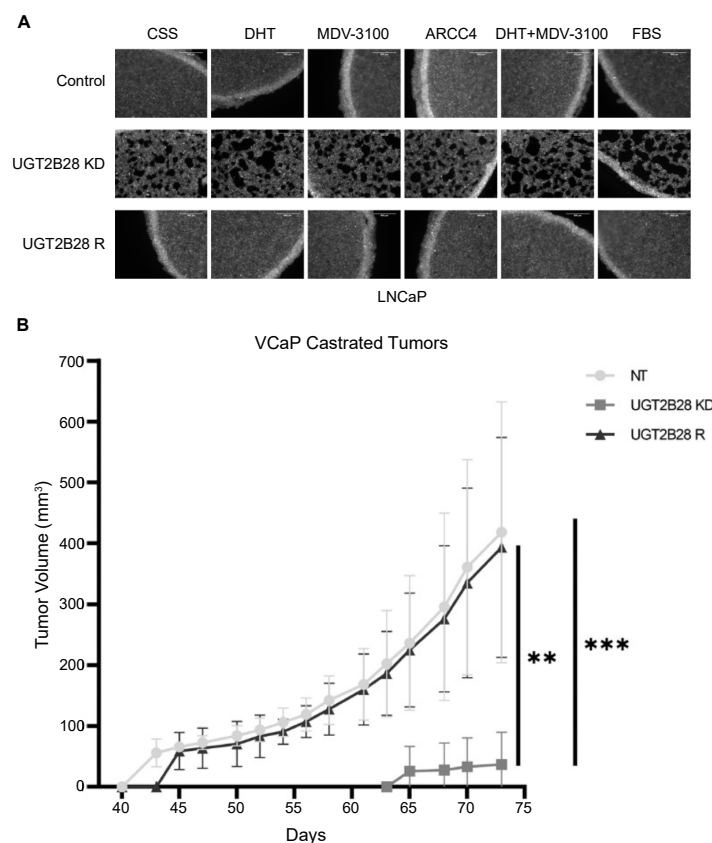 A
CSS DHT MDV-3100 ARCC4 DHT+MDV-3100 FBS
Control
UGT2B28 KD
UGT2B28 R
LNCaP
B
VCaP Castrated Tumors
700
600
500
400
300
200
100
0
Tumor Volume (mm³)
40 45 50 55 60 65 70 75
Days
NT
UGT2B28 KD
UGT2B28 R
**
***